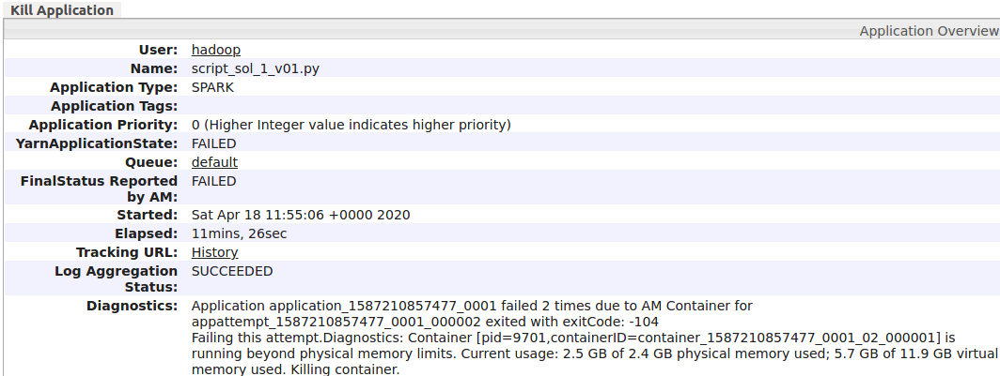 Kill Application
Application Overview
User: hadoop
Name: script_sol_1_v01.py
Application Type: SPARK
Application Tags:
Application Priority: 0 (Higher Integer value indicates higher priority)
YarnApplicationState: FAILED
Queue: default
FinalStatus Reported by AM: FAILED
Started: Sat Apr 18 11:55:06 +0000 2020
Elapsed: 11mins, 26sec
Tracking URL: History
Log Aggregation Status: SUCCEEDED
Diagnostics: Application application_1587210857477_0001 failed 2 times due to AM Container for
appattempt_1587210857477_0001_000002 exited with exitCode: -104
Failing this attempt.Diagnostics: Container [pid=9701,containerID=container_1587210857477_0001_02_000001] is
running beyond physical memory limits. Current usage: 2.5 GB of 2.4 GB physical memory used; 5.7 GB of 11.9 GB virtual
memory used. Killing container.